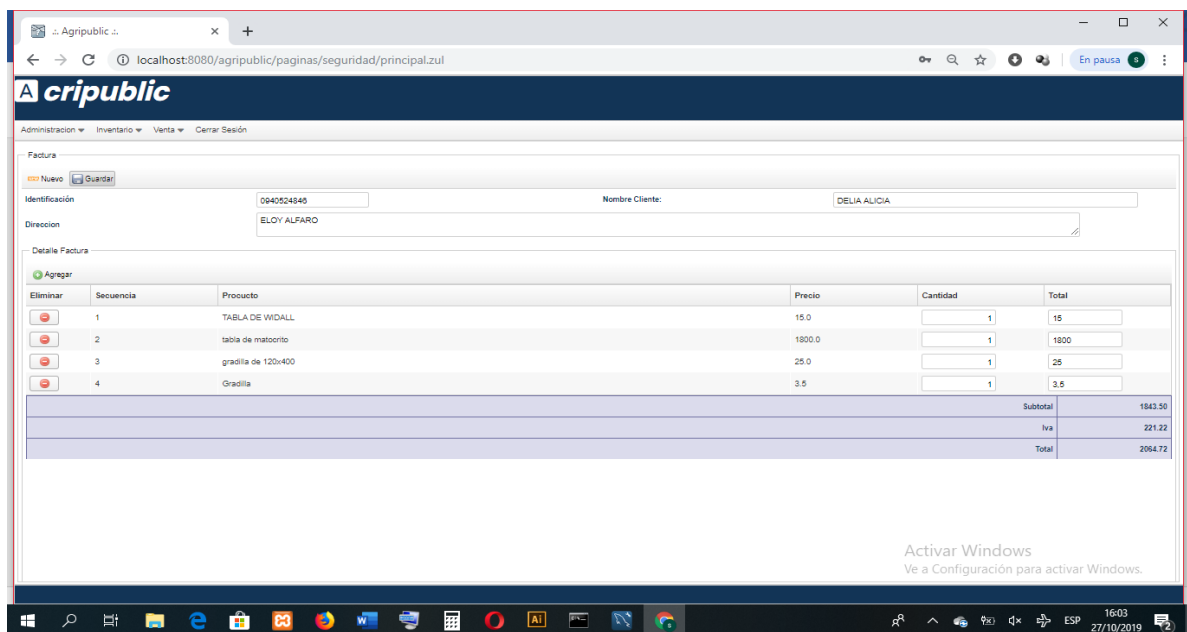 .: Agripublic .:
localhost:8080/agripublic/paginas/seguridad/principal.zul
En pausa S
A cripublic
Administracion Inventario Venta Cerrar Sesión
Factura
Nuevo Guardar
Identificación 0940524846 Nombre Cliente: DELIA ALICIA
Direccion ELOY ALFARO
Detalle Factura
Agregar
Eliminar Secuencia Procucto Precio Cantidad Total
1 TABLA DE WIDALL 15.0 1 15
2 tabla de matocrito 1800.0 1 1800
3 gradilla de 120x400 25.0 1 25
4 Gradilla 3.5 1 3.5
Subtotal 1843.50
Iva 221.22
Total 2064.72
Activar Windows
Ve a Configuración para activar Windows.
Ai ESP 16:03
27/10/2019 2